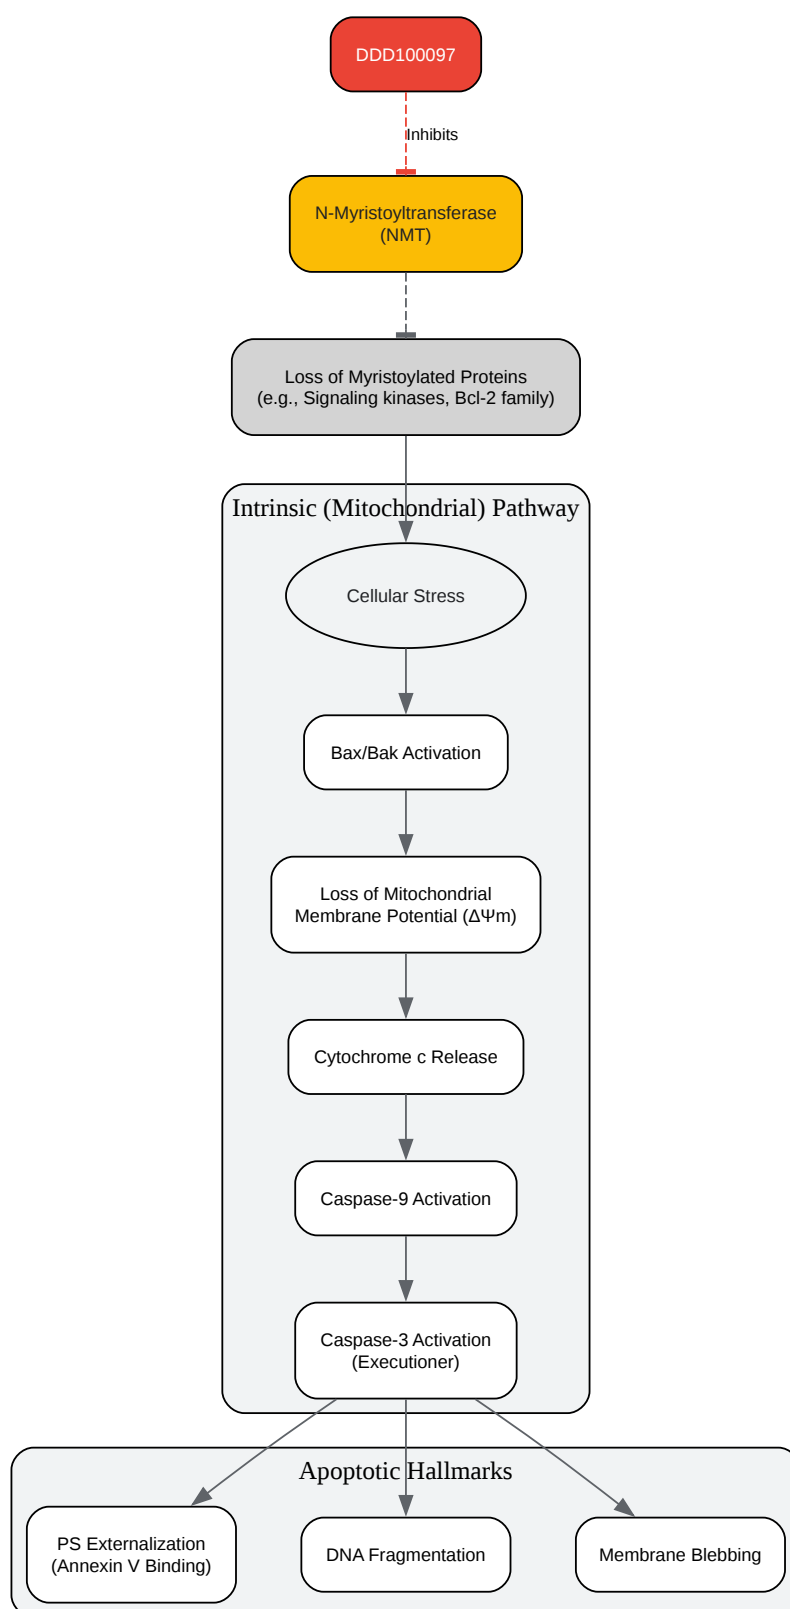 DDD100097
Inhibits
N-Myristoyltransferase
(NMT)
Loss of Myristoylated Proteins
(e.g., Signaling kinases, Bcl-2 family)
Intrinsic (Mitochondrial) Pathway
Cellular Stress
Bax/Bak Activation
Loss of Mitochondrial
Membrane Potential (ΔΨm)
Cytochrome c Release
Caspase-9 Activation
Caspase-3 Activation
(Executioner)
Apoptotic Hallmarks
PS Externalization
(Annexin V Binding)
DNA Fragmentation
Membrane Blebbing